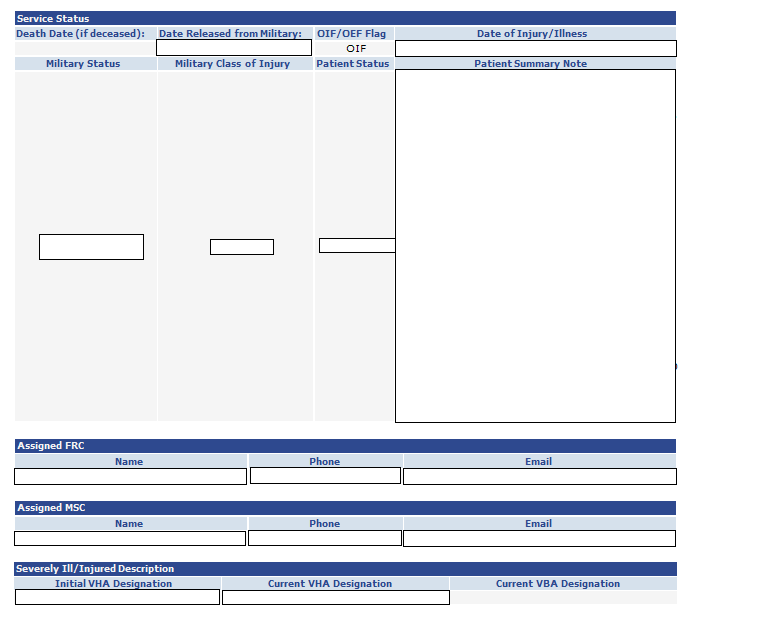 Service Status
Death Date (if deceased): Date Released from Military: OIF/OEF Flag Date of Injury/Illness
OIF
Military Status Military Class of Injury Patient Status Patient Summary Note
Assigned FRC
Name Phone Email
Assigned MSC
Name Phone Email
Severely Ill/Injured Description
Initial VHA Designation Current VHA Designation Current VBA Designation